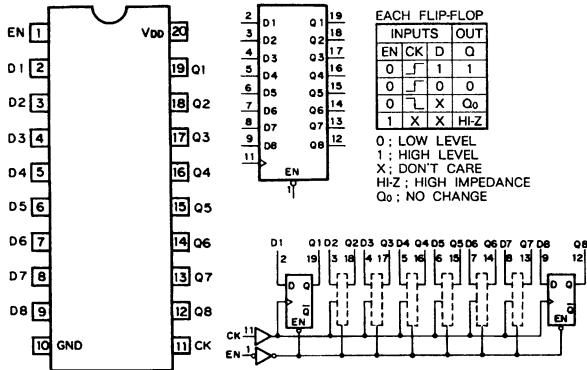 EN 1 VDD 20
D1 2 19 Q1
D2 3 18 Q2
D3 4 17 Q3
D4 5 16 Q4
D5 6 15 Q5
D6 7 14 Q6
D7 8 13 Q7
D8 9 12 Q8
10 GND 11 CK
2 D1 Q1 19
3 D2 Q2 18
4 D3 Q3 17
5 D4 Q4 16
6 D5 Q5 15
7 D6 Q6 14
8 D7 Q7 13
9 D8 Q8 12
11
EN
1
EACH FLIP-FLOP
INPUTS OUT
EN CK D Q
0 1 1
0 0 0
0 X Q0
1 X X HI-Z
0 ; LOW LEVEL
1 ; HIGH LEVEL
X ; DON'T CARE
HI-Z ; HIGH IMPEDANCE
Q0 ; NO CHANGE
D1 Q1 D2 Q2 D3 Q3 D4 Q4 D5 Q5 D6 Q6 D7 Q7 D8 Q8
2 19 3 18 4 17 5 16 6 15 7 14 8 13 9 12
D Q D Q
Q̅ Q̅
EN EN
CK 11
EN 1